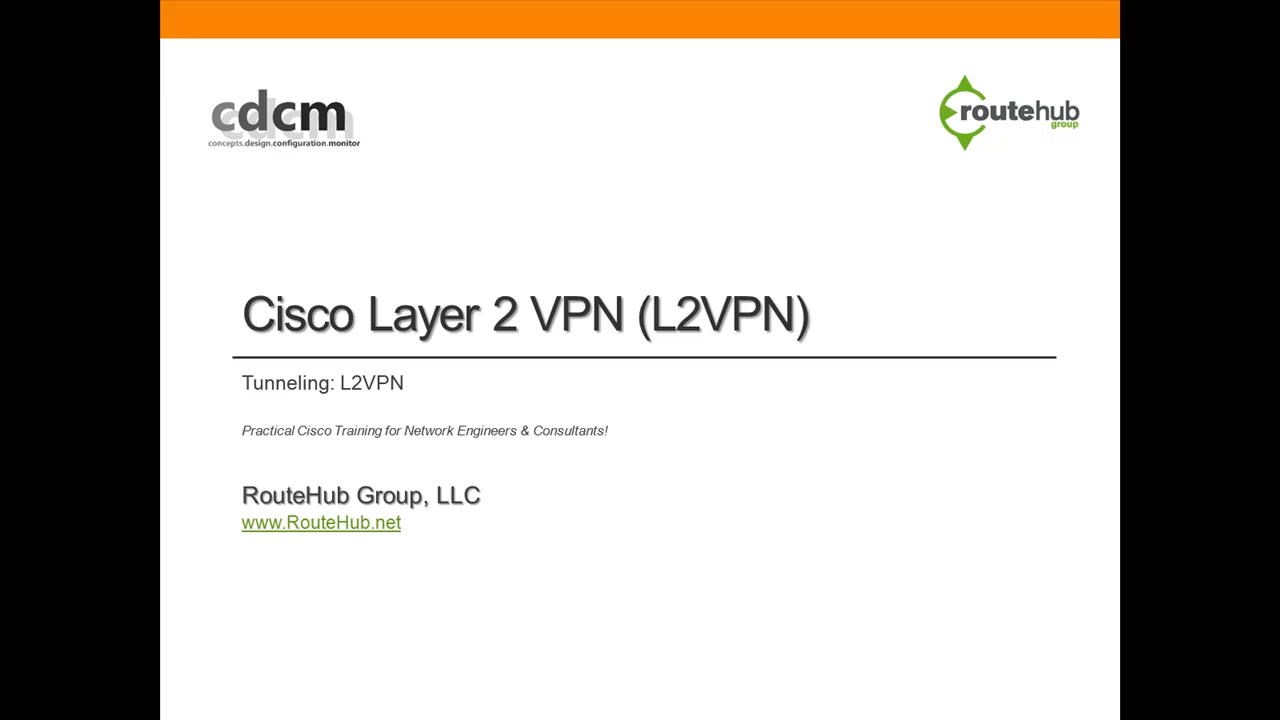 cdcm
concepts.design.configuration.monitor
routehub
group
Cisco Layer 2 VPN (L2VPN)
Tunneling: L2VPN
Practical Cisco Training for Network Engineers & Consultants!
RouteHub Group, LLC
www.RouteHub.net